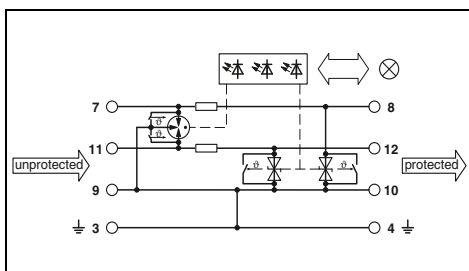 7 ϑ 8
ϑ
11 12
unprotected ϑ ϑ protected
9 10
3 4